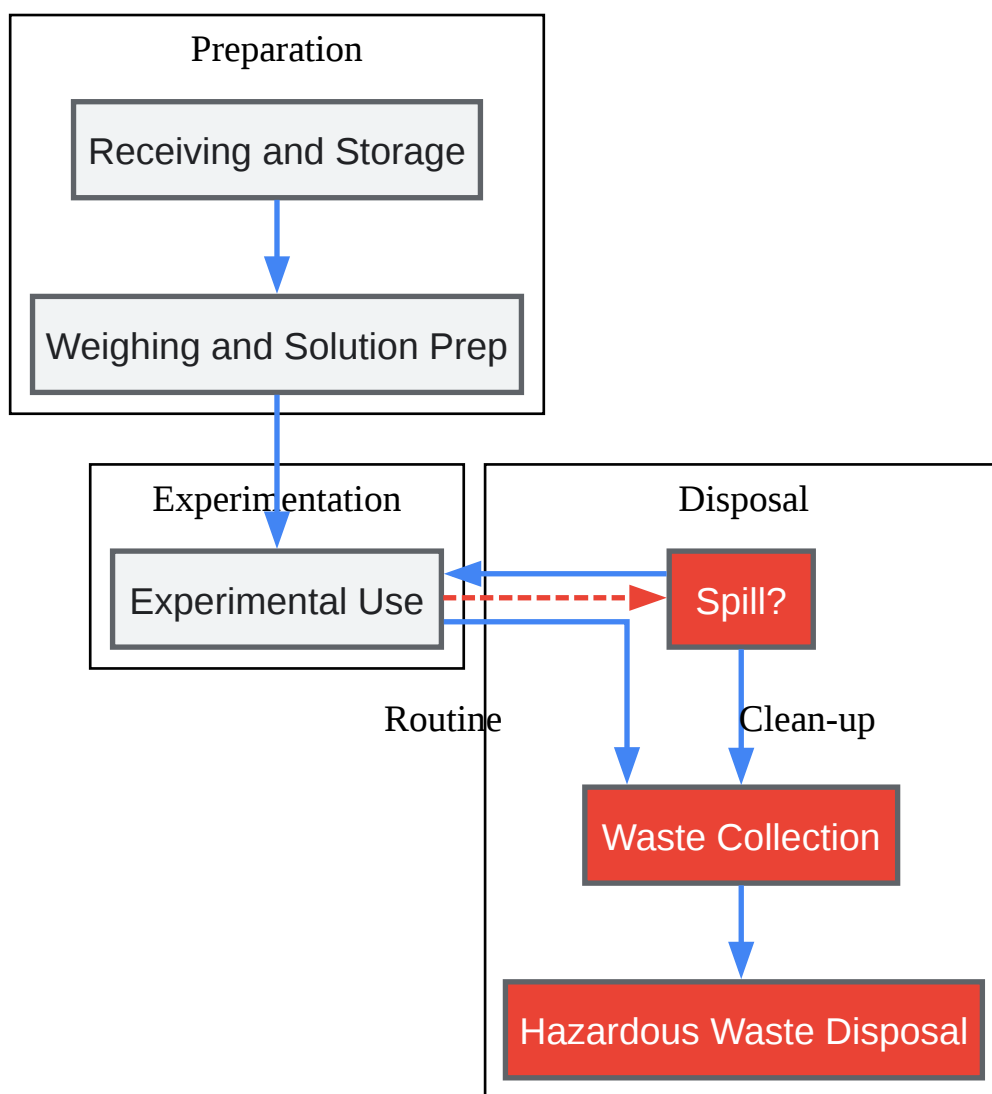 Preparation
Receiving and Storage
Weighing and Solution Prep
Experimentation
Disposal
Experimental Use
Spill?
Routine
Clean-up
Waste Collection
Hazardous Waste Disposal